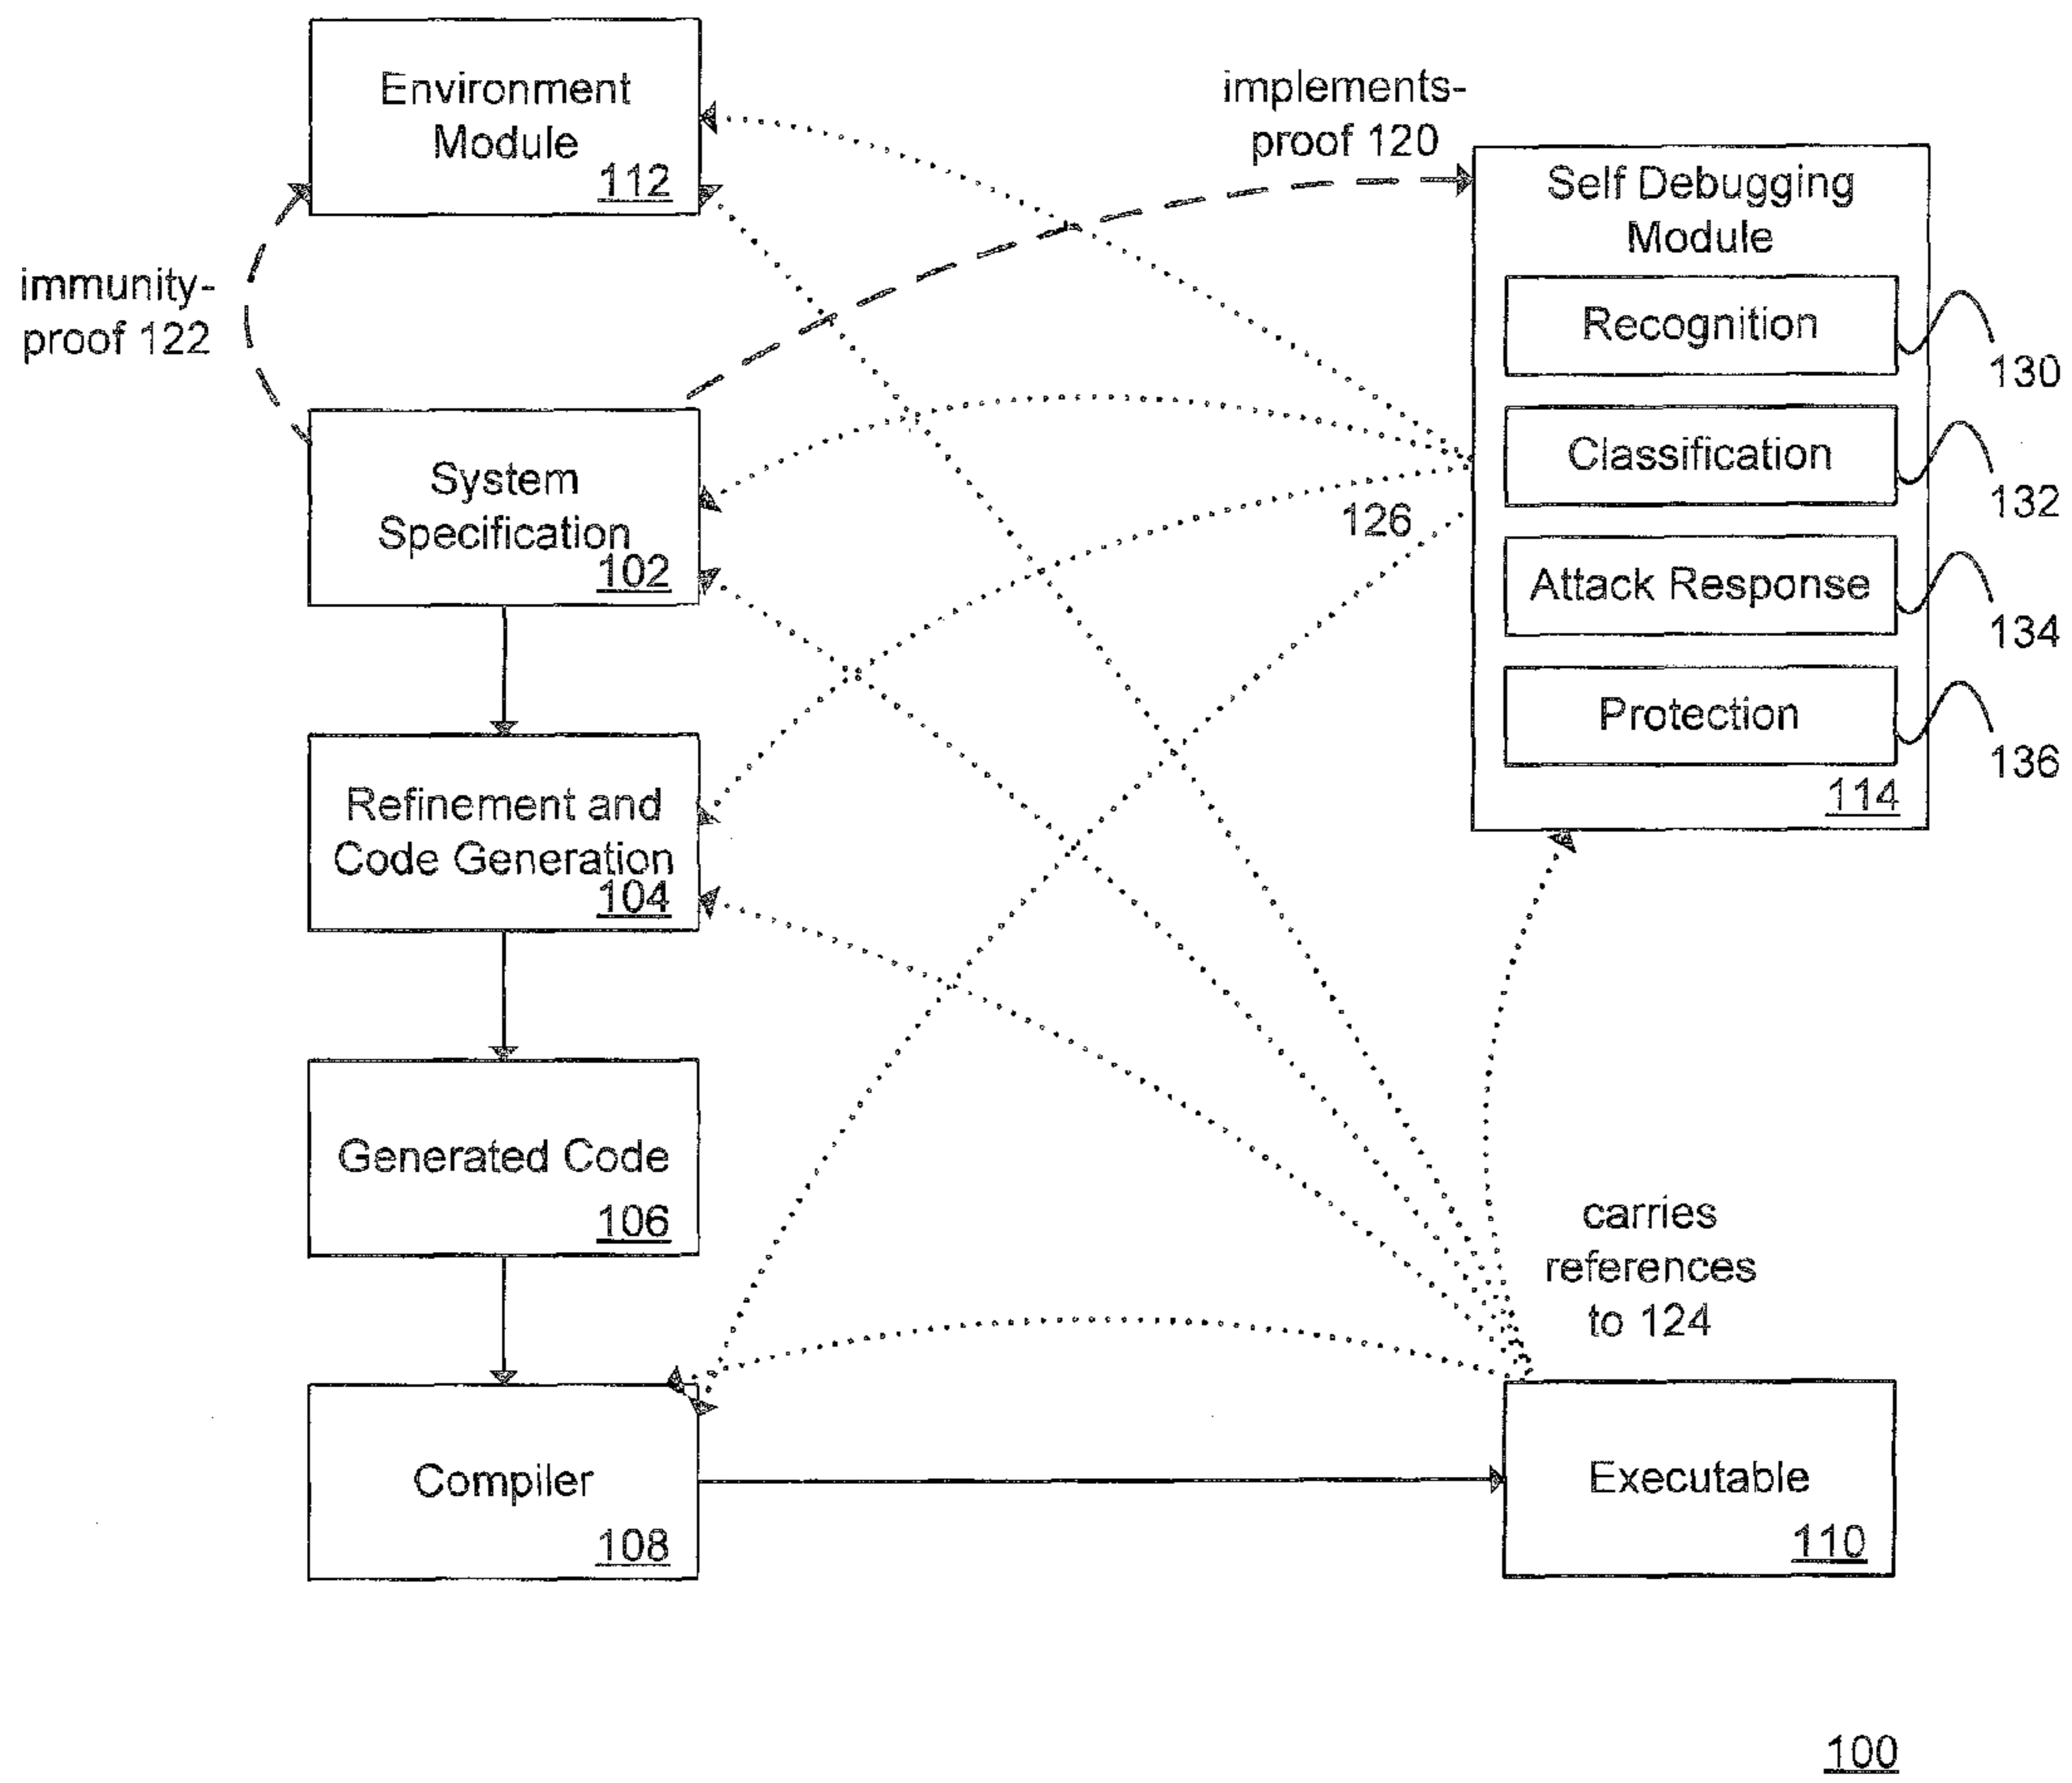 Environment
Module
112
implements-
proof 120
Self Debugging
Module
Recognition
130
Classification
132
Attack Response
134
Protection
136
114
immunity-
proof 122
System
Specification
102
126
Refinement and
Code Generation
104
Generated Code
106
carries
references
to 124
Compiler
108
Executable
110
100